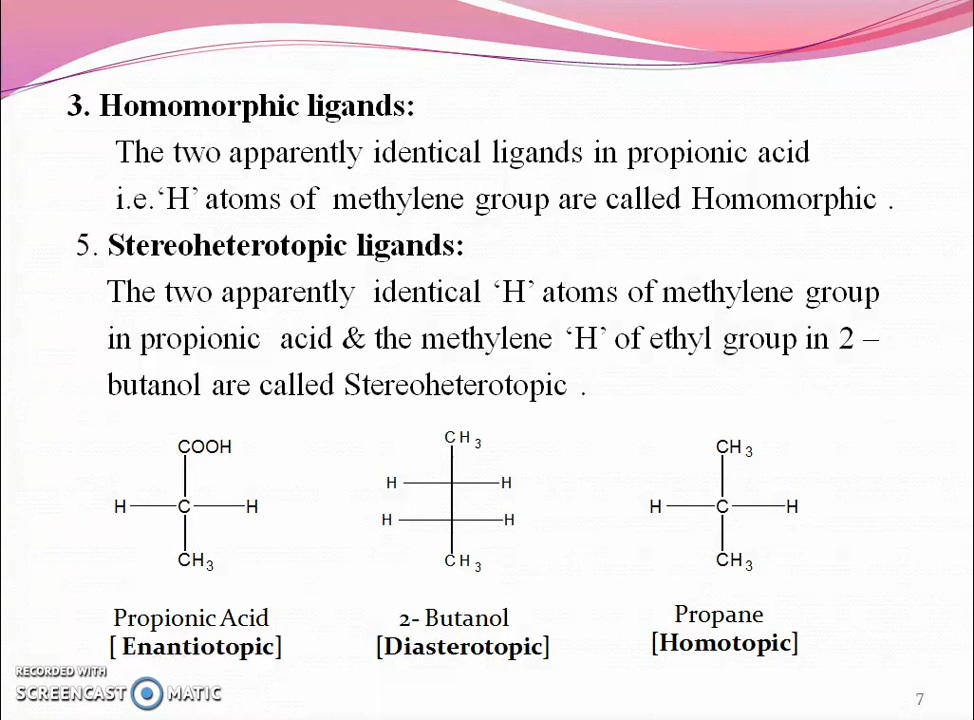 3. Homomorphic ligands:
The two apparently identical ligands in propionic acid
i.e.‘H’ atoms of methylene group are called Homomorphic .
5. Stereoheterotopic ligands:
The two apparently identical ‘H’ atoms of methylene group
in propionic acid & the methylene ‘H’ of ethyl group in 2 –
butanol are called Stereoheterotopic .
COOH
H C H
CH3
Propionic Acid
[ Enantiotopic]
CH3
H H
H H
CH3
2- Butanol
[Diasterotopic]
CH3
H C H
CH3
Propane
[Homotopic]
RECORDED WITH
SCREENCAST MATIC
7